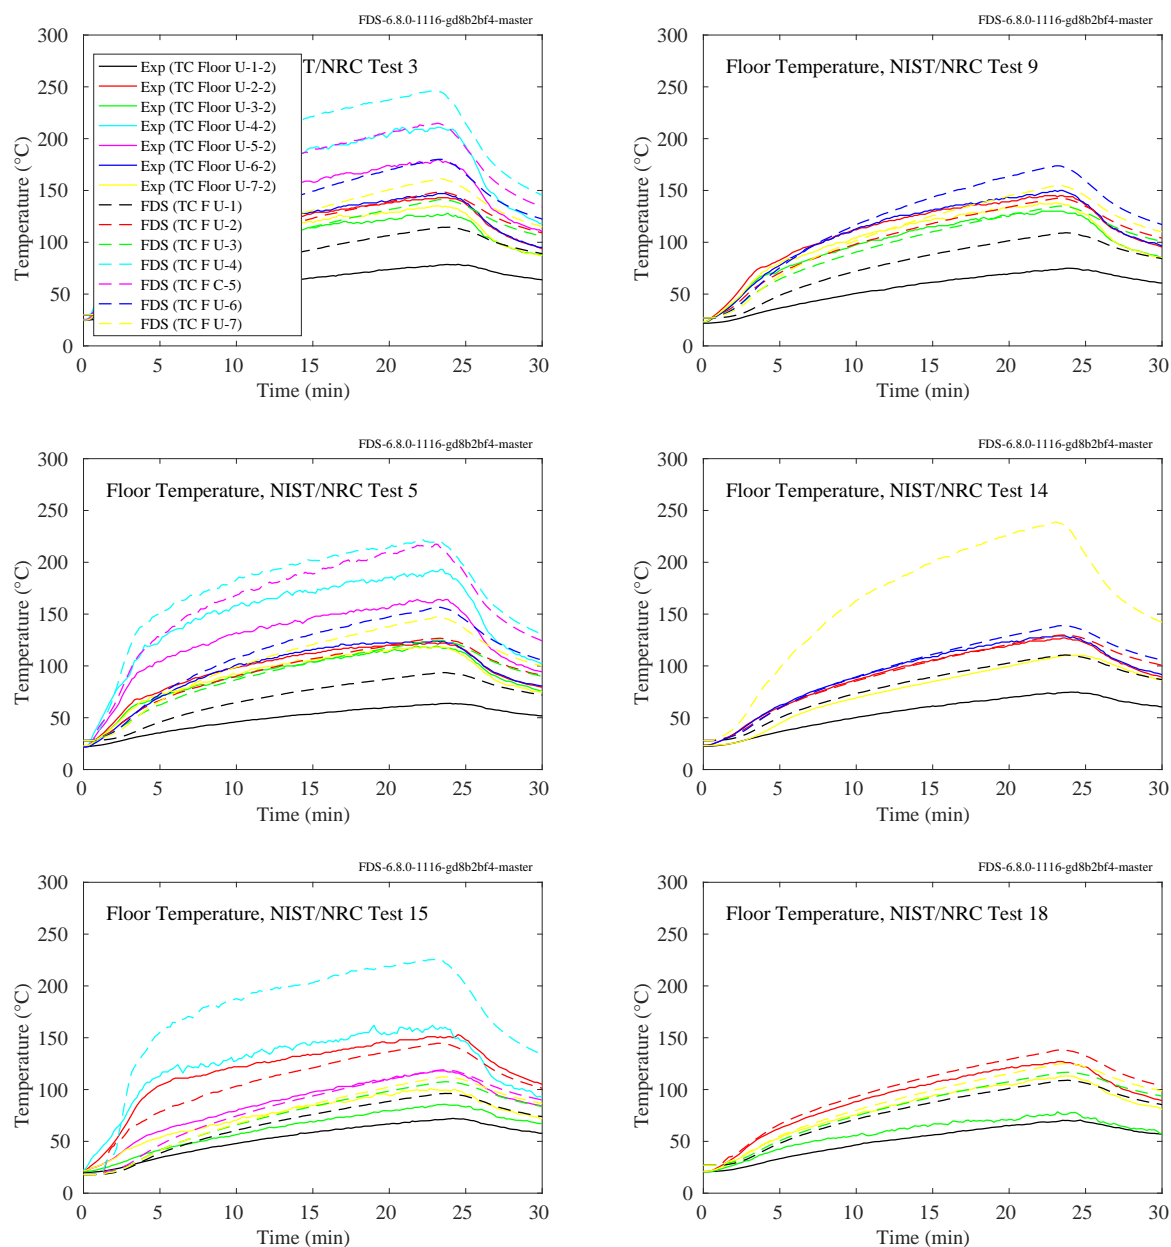 FDS-6.8.0-1116-gd8b2bf4-master
300
250
200
150
100
50
0
Temperature (°C)
T/NRC Test 3
Exp (TC Floor U-1-2)
Exp (TC Floor U-2-2)
Exp (TC Floor U-3-2)
Exp (TC Floor U-4-2)
Exp (TC Floor U-5-2)
Exp (TC Floor U-6-2)
Exp (TC Floor U-7-2)
FDS (TC F U-1)
FDS (TC F U-2)
FDS (TC F U-3)
FDS (TC F U-4)
FDS (TC F C-5)
FDS (TC F U-6)
FDS (TC F U-7)
0 5 10 15 20 25 30
Time (min)
FDS-6.8.0-1116-gd8b2bf4-master
300
250
200
150
100
50
0
Temperature (°C)
Floor Temperature, NIST/NRC Test 9
0 5 10 15 20 25 30
Time (min)
FDS-6.8.0-1116-gd8b2bf4-master
300
250
200
150
100
50
0
Temperature (°C)
Floor Temperature, NIST/NRC Test 5
0 5 10 15 20 25 30
Time (min)
FDS-6.8.0-1116-gd8b2bf4-master
300
250
200
150
100
50
0
Temperature (°C)
Floor Temperature, NIST/NRC Test 14
0 5 10 15 20 25 30
Time (min)
FDS-6.8.0-1116-gd8b2bf4-master
300
250
200
150
100
50
0
Temperature (°C)
Floor Temperature, NIST/NRC Test 15
0 5 10 15 20 25 30
Time (min)
FDS-6.8.0-1116-gd8b2bf4-master
300
250
200
150
100
50
0
Temperature (°C)
Floor Temperature, NIST/NRC Test 18
0 5 10 15 20 25 30
Time (min)